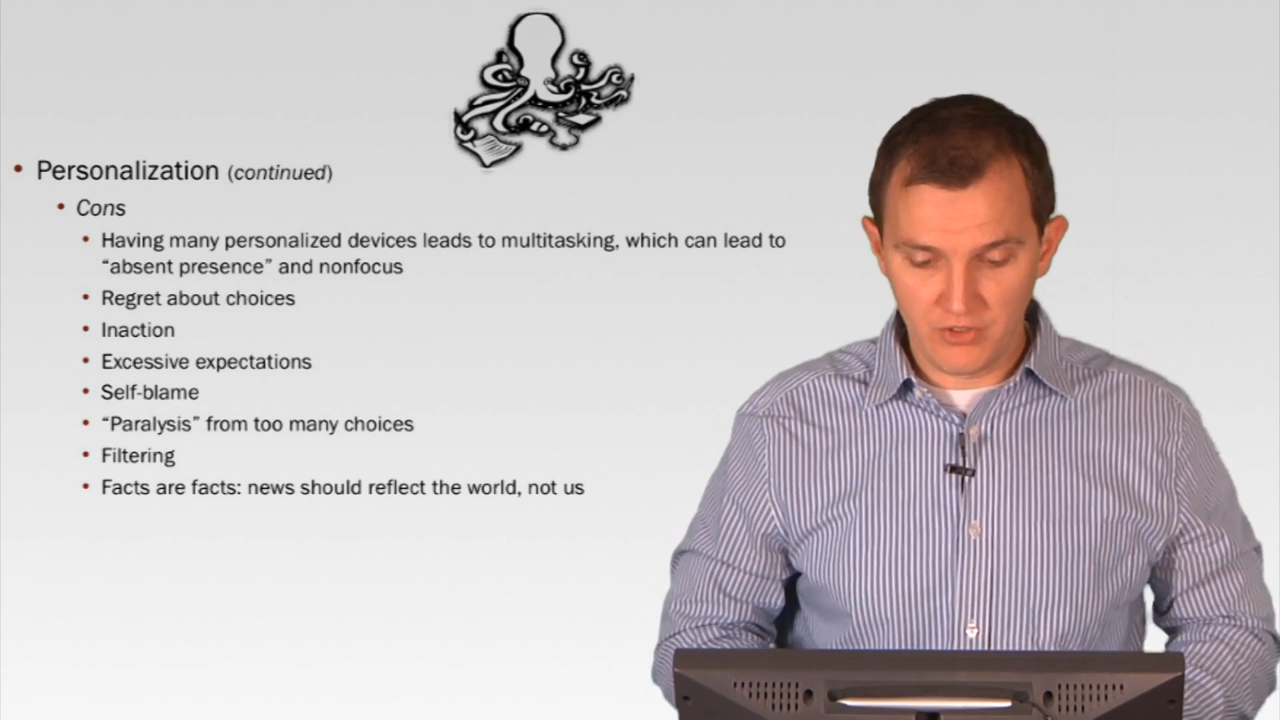 Personalization (continued)
Cons
Having many personalized devices leads to multitasking, which can lead to
“absent presence” and nonfocus
Regret about choices
Inaction
Excessive expectations
Self-blame
“Paralysis” from too many choices
Filtering
Facts are facts: news should reflect the world, not us